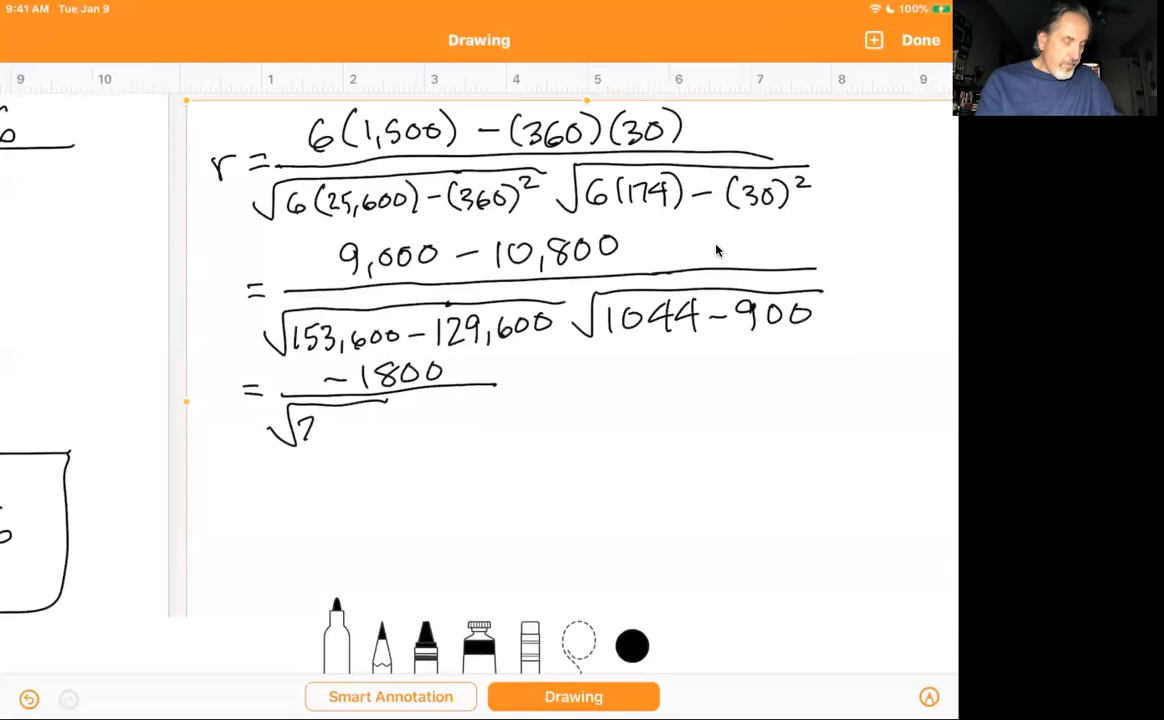 9:41 AM Tue Jan 9
100%
Drawing
Done
9 10 1 2 3 4 5 6 7 8 9
r = 6(1,500) - (360)(30)
√6(25,600) - (360)² √6(174) - (30)²
9,000 - 10,800
=
√153,600 - 129,600 √1044 - 900
= -1800
√2
Smart Annotation
Drawing